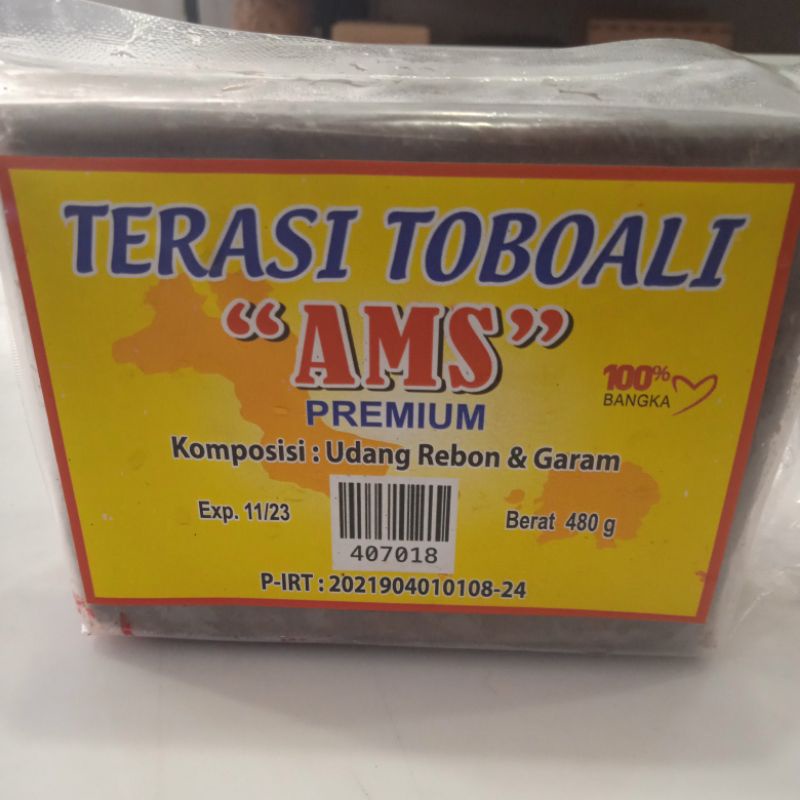 TERASI TOBOALI
“AMS”
PREMIUM
100%
BANGKA
Komposisi : Udang Rebon & Garam
Exp. 11/23
Berat 480 g
407018
P-IRT : 2021904010108-24